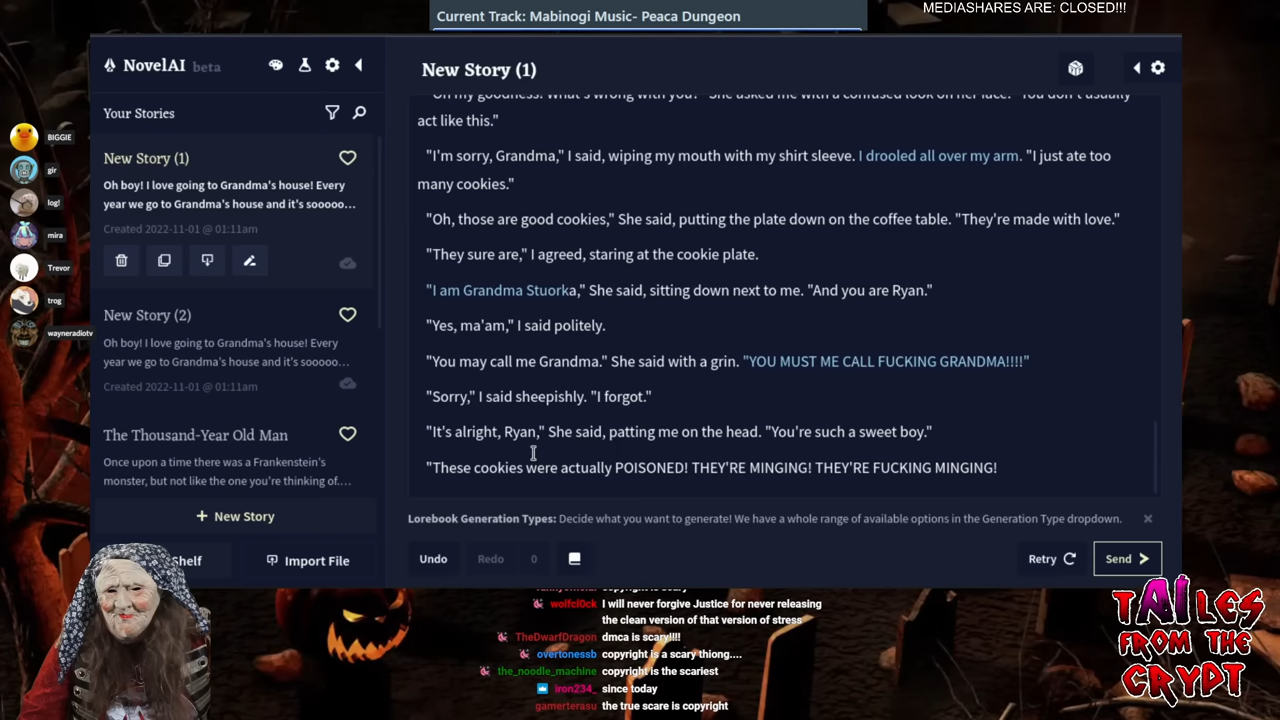 Current Track: Mabinogi Music- Peaca Dungeon
MEDIASHARES ARE: CLOSED!!!
NovelAI beta
New Story (1)
Your Stories
act like this."
New Story (1)
Oh boy! I love going to Grandma's house! Every
year we go to Grandma's house and it's sooooo...
Created 2022-11-01 @ 01:11am
"I'm sorry, Grandma," I said, wiping my mouth with my shirt sleeve. I drooled all over my arm. "I just ate too
many cookies."
"Oh, those are good cookies," She said, putting the plate down on the coffee table. "They're made with love."
"They sure are," I agreed, staring at the cookie plate.
"I am Grandma Stuorka," She said, sitting down next to me. "And you are Ryan."
"Yes, ma'am," I said politely.
"You may call me Grandma." She said with a grin. "YOU MUST ME CALL FUCKING GRANDMA!!!!"
"Sorry," I said sheepishly. "I forgot."
"It's alright, Ryan," She said, patting me on the head. "You're such a sweet boy."
"These cookies were actually POISONED! THEY'RE MINGING! THEY'RE FUCKING MINGING!
New Story (2)
Oh boy! I love going to Grandma's house! Every
year we go to Grandma's house and it's sooooo...
Created 2022-11-01 @ 01:11am
The Thousand-Year Old Man
Once upon a time there was a Frankenstein's
monster, but not like the one you're thinking of....
+ New Story
Shelf
Import File
Lorebook Generation Types: Decide what you want to generate! We have a whole range of available options in the Generation Type dropdown.
Undo
Redo
0
Retry
Send
BIGGIE
gir
log!
mira
Trevor
trog
wayneradiotv
wolfcl0ck I will never forgive Justice for never releasing
the clean version of that version of stress
TheDwarfDragon dmca is scary!!!!
overtonessb copyright is a scary thiong....
the_noodle_machine copyright is the scariest
iron234_ since today
gamerterasu the true scare is copyright
TAILES
FROM THE
CRYPT